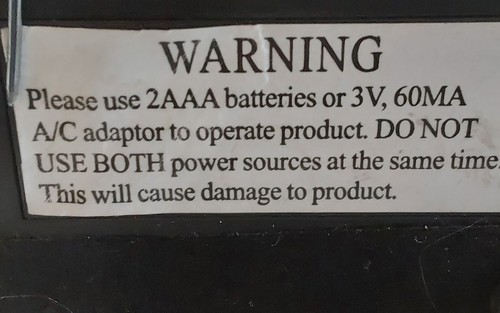 WARNING
Please use 2AAA batteries or 3V, 60MA
A/C adaptor to operate product. DO NOT
USE BOTH power sources at the same time.
This will cause damage to product.